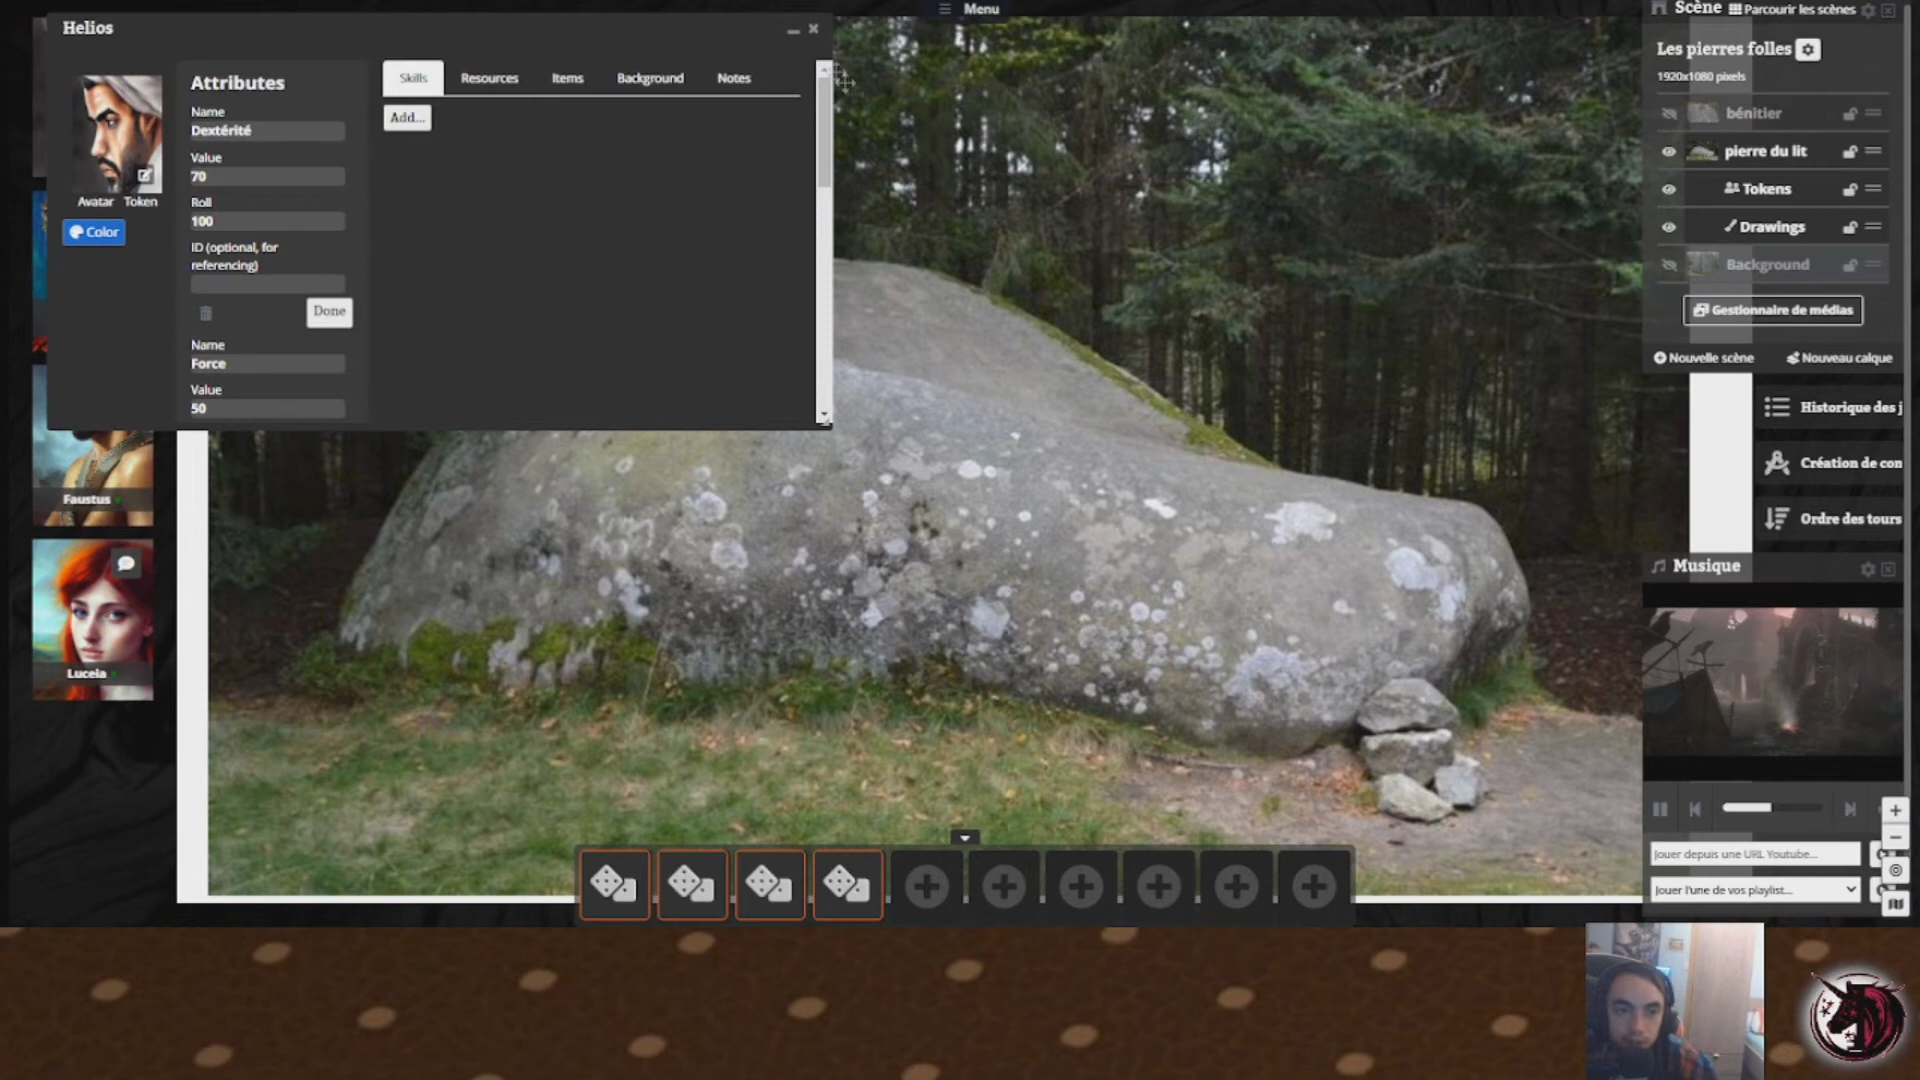 Menu
Helios
Avatar Token
Color
Attributes
Name
Dextérité
Value
70
Roll
100
ID (optional, for
referencing)
Done
Name
Force
Value
50
Skills Resources Items Background Notes
Add...
Faustus
Luceia
Scène Parcourir les scènes
Les pierres folles
1920x1080 pixels
bénitier
pierre du lit
Tokens
Drawings
Background
Gestionnaire de médias
Nouvelle scène Nouveau calque
Historique des j
Création de con
Ordre des tours
Musique
Jouer depuis une URL Youtube...
Jouer l'une de vos playlist...